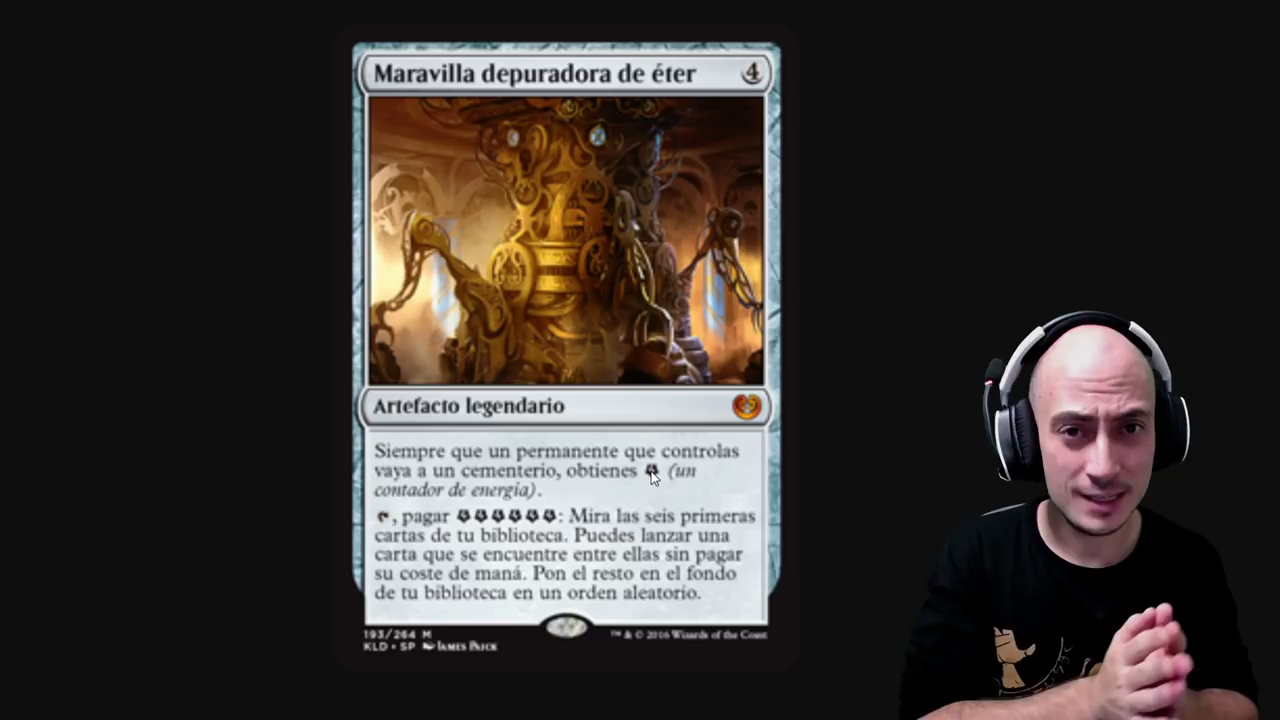 Maravilla depuradora de éter 4
Artefacto legendario
Siempre que un permanente que controlas
vaya a un cementerio, obtienes (un
contador de energía).
, pagar : Mira las seis primeras
cartas de tu biblioteca. Puedes lanzar una
carta que se encuentre entre ellas sin pagar
su coste de maná. Pon el resto en el fondo
de tu biblioteca en un orden aleatorio.
193/264 M
KLD • SP James Paick
™ & © 2016 Wizards of the Coast